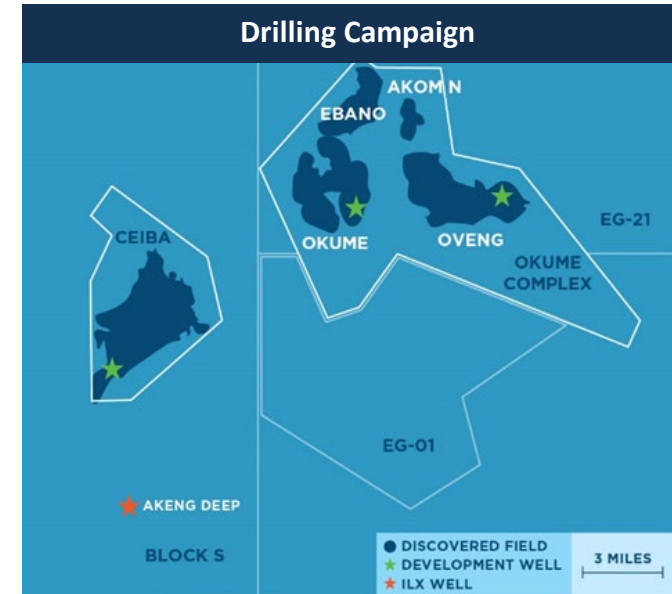 Drilling Campaign
AKOM N
EBANO
EG-21
CEIBA
OKUME
OVENG
OKUME
COMPLEX
EG-01
AKENG DEEP
BLOCK S
DISCOVERED FIELD
DEVELOPMENT WELL
ILX WELL
3 MILES